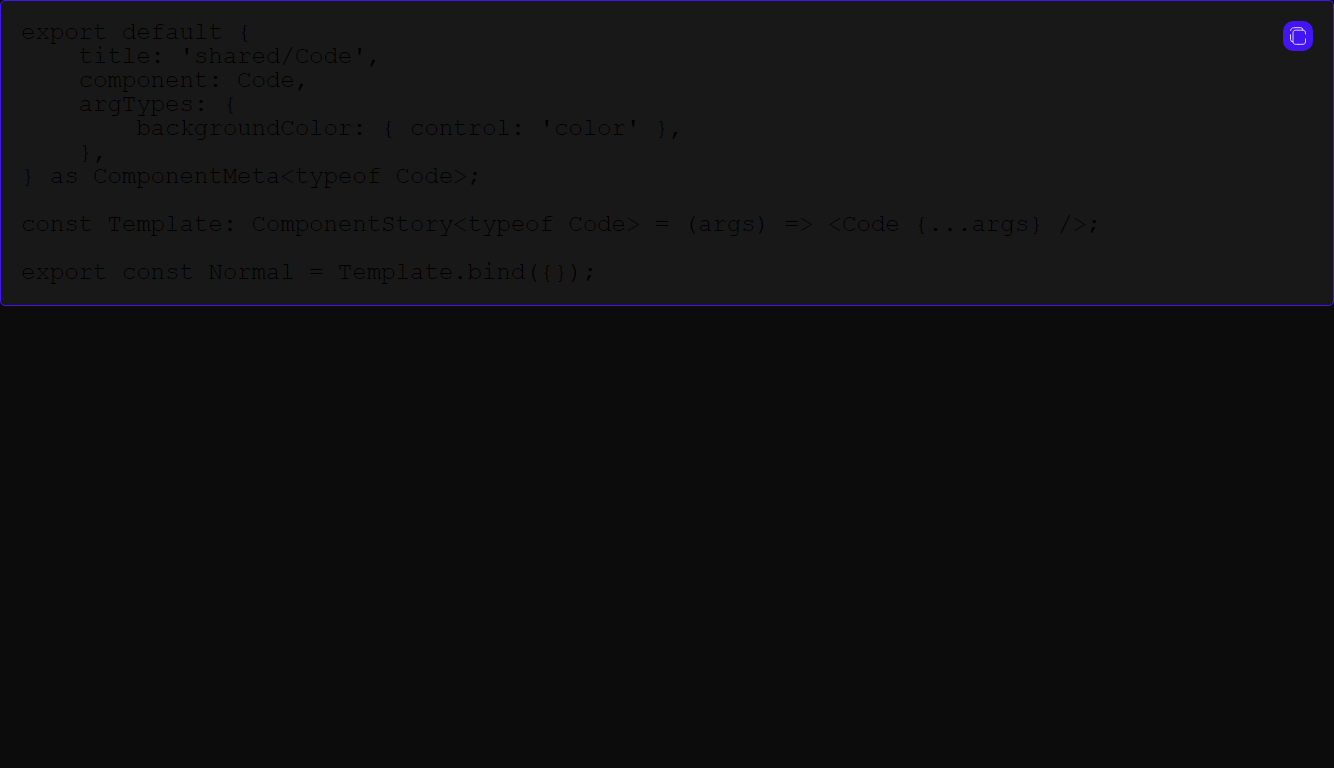 export default {
    title: 'shared/Code',
    component: Code,
    argTypes: {
        backgroundColor: { control: 'color' },
    },
} as ComponentMeta<typeof Code>;

const Template: ComponentStory<typeof Code> = (args) => <Code {...args} />;

export const Normal = Template.bind({});